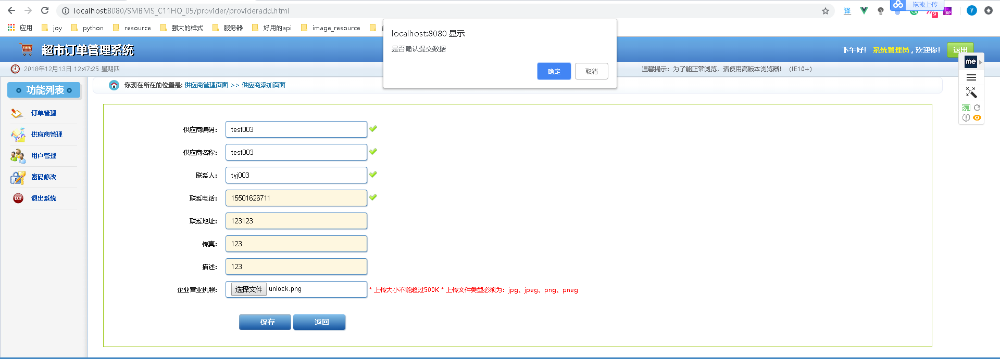 localhost:8080/SMBMS_C11HO_05/provider/provideradd.html
译
RP
9
y
拖拽上传
应用 joy python resource 强大的样式 服务器 好用的api image_resource
localhost:8080 显示
是否确认提交数据
确定 取消
超市订单管理系统
下午好! 系统管理员, 欢迎你! 退出
2018年12月13日 12:47:25 星期四
温馨提示: 为了能正常浏览, 请使用高版本浏览器! (IE10+)
me
功能列表
订单管理
供应商管理
用户管理
密码修改
EXIT 退出系统
你现在所在的位置是: 供应商管理页面 >> 供应商添加页面
供应商编码: test003
供应商名称: test003
联系人: tyj003
联系电话: 15501626711
联系地址: 123123
传真: 123
描述: 123
企业营业执照: 选择文件 unlock.png * 上传大小不能超过500K * 上传文件类型必须为: jpg、jpeg、png、pneg
保存 返回